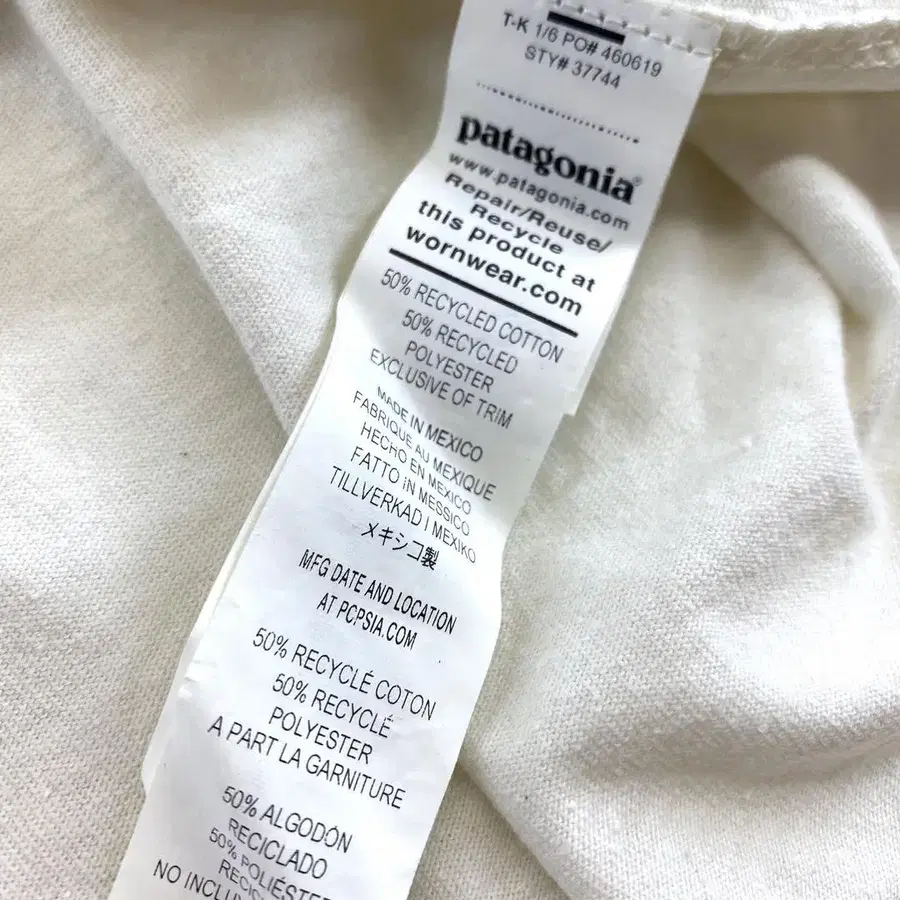 T-K 1/6 PO# 460619
STY# 37744
patagonia®
www.patagonia.com
Repair/Reuse/
Recycle
this product at
wornwear.com
50% RECYCLED COTTON
50% RECYCLED
POLYESTER
EXCLUSIVE OF TRIM
MADE IN MEXICO
FABRIQUE AU MEXIQUE
HECHO EN MEXICO
FATTO iN MESSICO
TILLVERKAD I MEXIKO
メキシコ製
MFG DATE AND LOCATION
AT PCPSIA.COM
50% RECYCLÉ COTON
50% RECYCLÉ
POLYESTER
A PART LA GARNITURE
50% ALGODÓN
RECICLADO
50% POLIÉSTER
NO